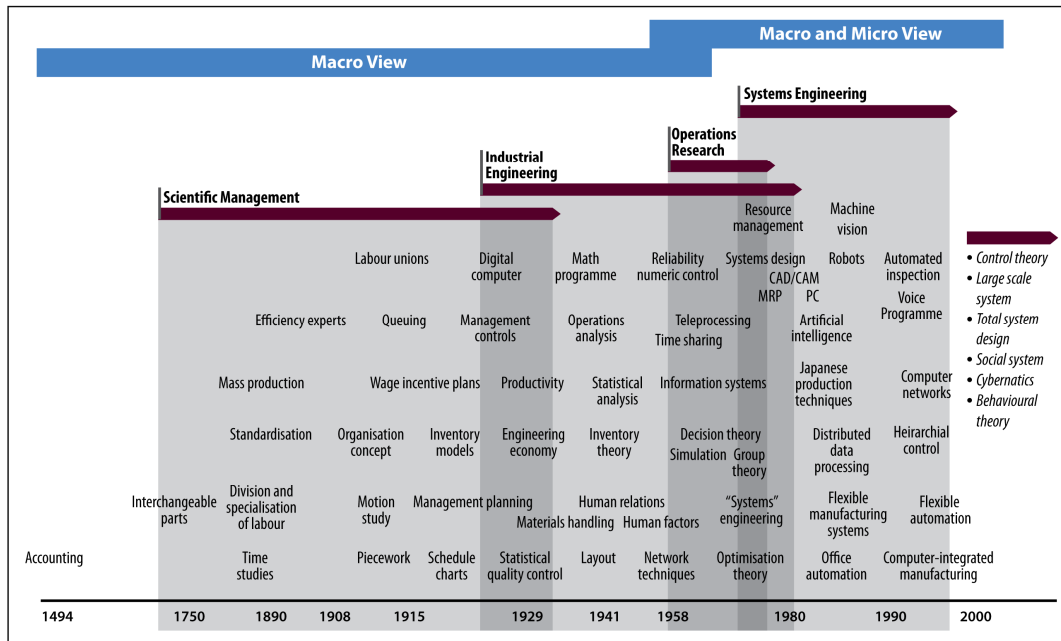 Macro and Micro View
Macro View
Systems Engineering
Operations
Research
Industrial
Engineering
Scientific Management
Resource
management
Machine
vision
Labour unions
Digital
computer
Math
programme
Reliability
numeric control
Systems design
CAD/CAM
MRP
PC
Robots
Automated
inspection
Voice
Programme
Efficiency experts
Queuing
Management
controls
Operations
analysis
Teleprocessing
Time sharing
Artificial
intelligence
Mass production
Wage incentive plans
Productivity
Statistical
analysis
Information systems
Japanese
production
techniques
Computer
networks
Standardisation
Organisation
concept
Inventory
models
Engineering
economy
Inventory
theory
Decision theory
Simulation
Group
theory
Distributed
data
processing
Heirarchial
control
Interchangeable
parts
Division and
specialisation
of labour
Motion
study
Management planning
Materials handling
Human relations
Human factors
“Systems”
engineering
Flexible
manufacturing
systems
Flexible
automation
Accounting
Time
studies
Piecework
Schedule
charts
Statistical
quality control
Layout
Network
techniques
Optimisation
theory
Office
automation
Computer-integrated
manufacturing
• Control theory
• Large scale
system
• Total system
design
• Social system
• Cybernatics
• Behavioural
theory
1494 1750 1890 1908 1915 1929 1941 1958 1980 1990 2000